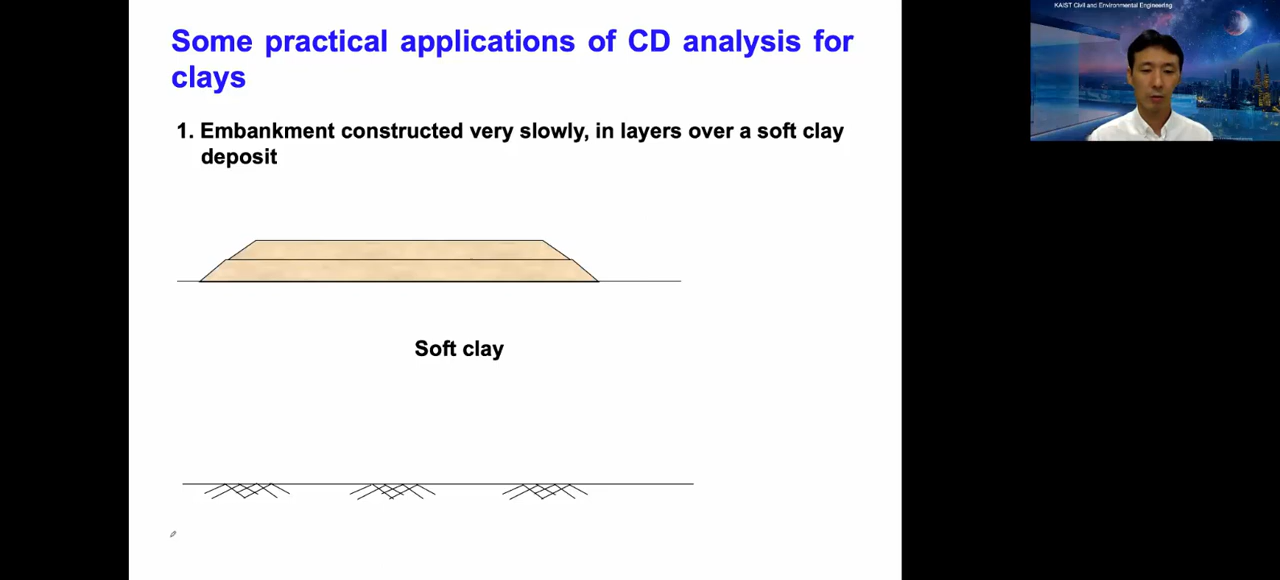 Some practical applications of CD analysis for
clays
1. Embankment constructed very slowly, in layers over a soft clay
deposit
Soft clay
KAIST Civil and Environmental Engineering